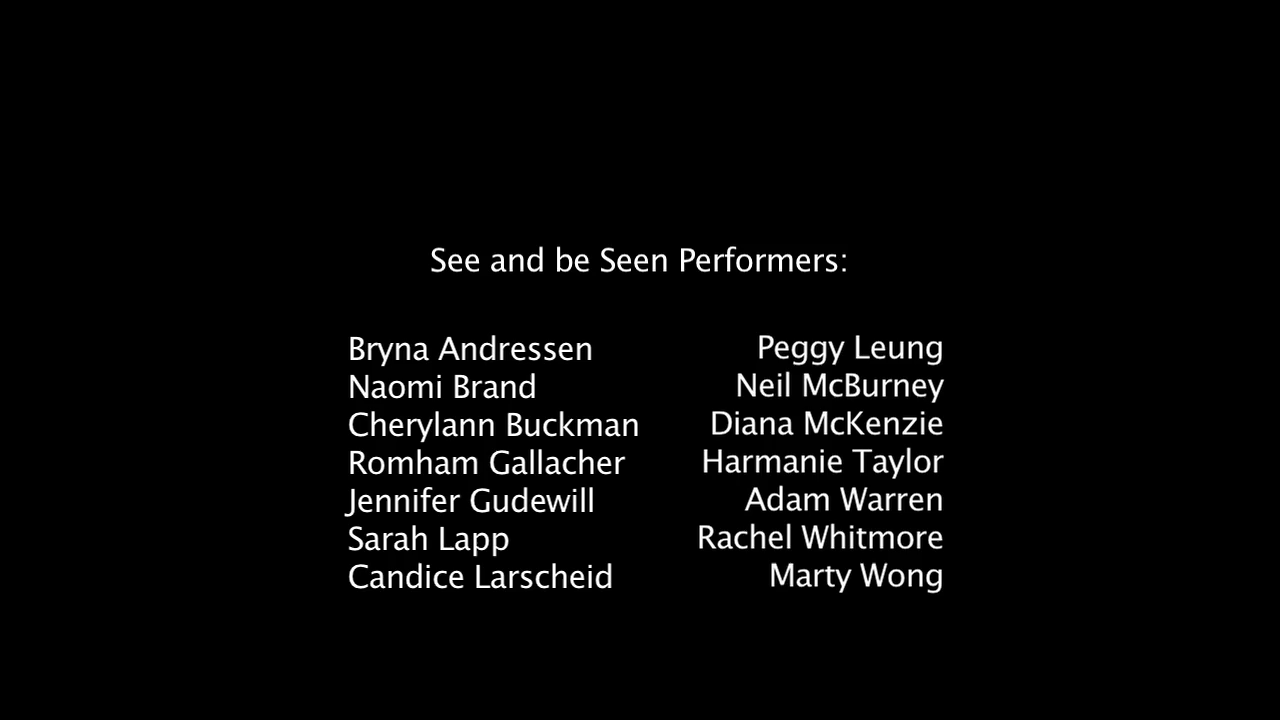 See and be Seen Performers:
Bryna Andressen
Naomi Brand
Cherylann Buckman
Romham Gallacher
Jennifer Gudewill
Sarah Lapp
Candice Larscheid
Peggy Leung
Neil McBurney
Diana McKenzie
Harmanie Taylor
Adam Warren
Rachel Whitmore
Marty Wong